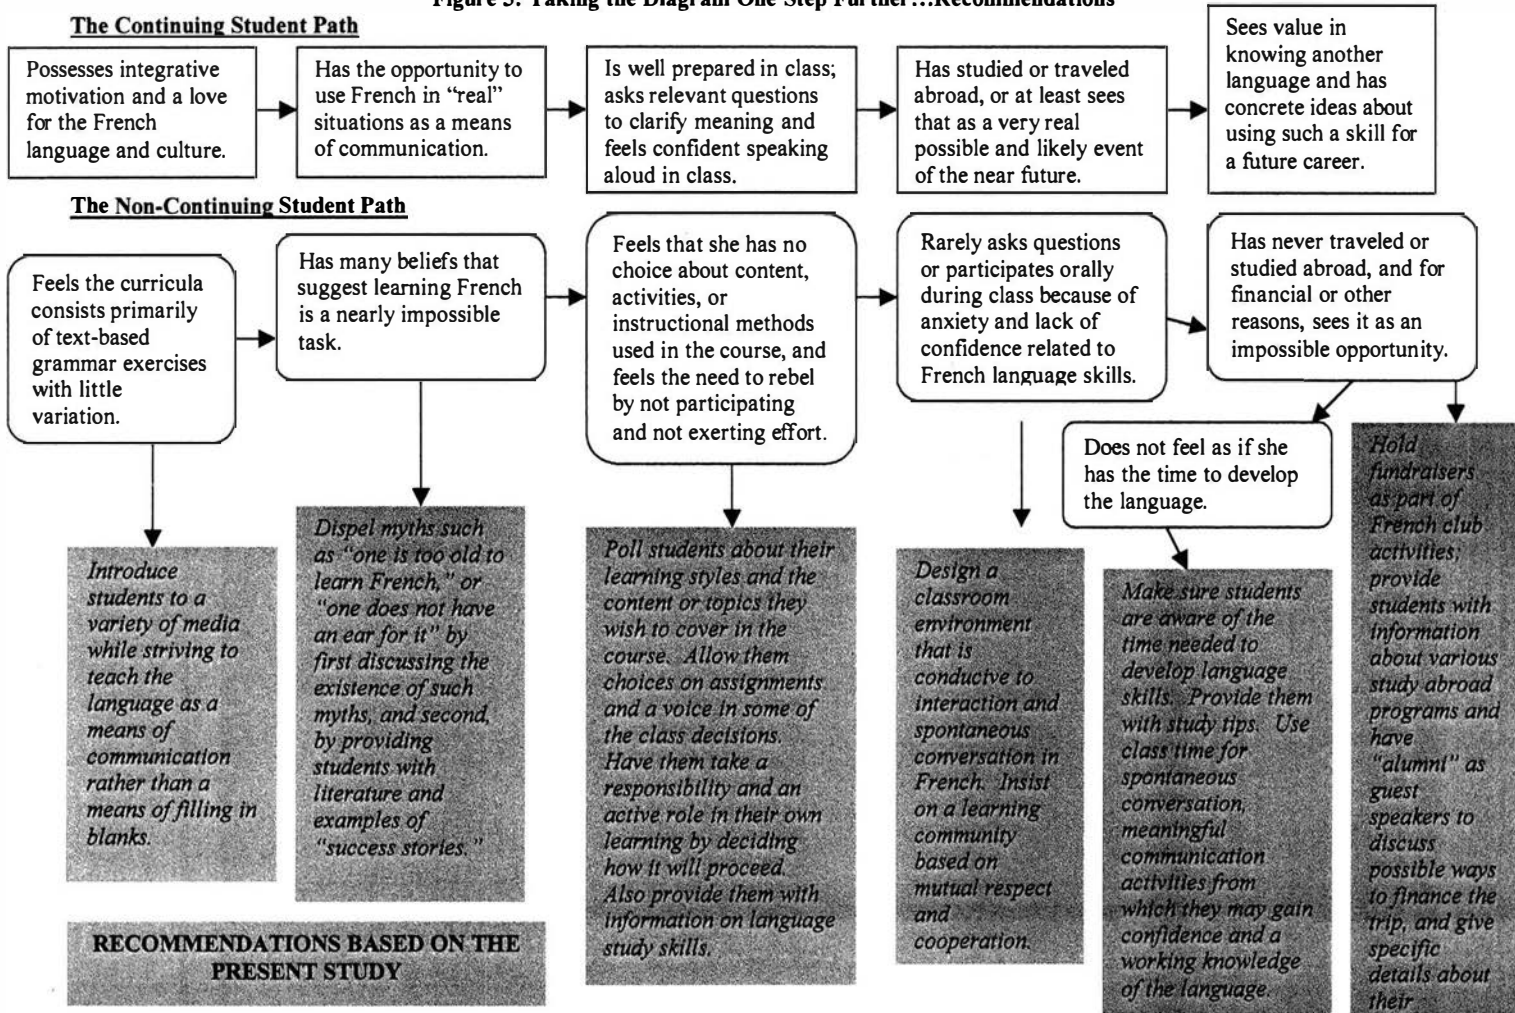 Figure 3. Taking the Diagram One Step Further…Recommendations
The Continuing Student Path
Possesses integrative
motivation and a love
for the French
language and culture.
Has the opportunity to
use French in “real”
situations as a means
of communication.
Is well prepared in class;
asks relevant questions
to clarify meaning and
feels confident speaking
aloud in class.
Has studied or traveled
abroad, or at least sees
that as a very real
possible and likely event
of the near future.
Sees value in
knowing another
language and has
concrete ideas about
using such a skill for
a future career.
The Non-Continuing Student Path
Feels the curricula
consists primarily
of text-based
grammar exercises
with little
variation.
Has many beliefs that
suggest learning French
is a nearly impossible
task.
Feels that she has no
choice about content,
activities, or
instructional methods
used in the course, and
feels the need to rebel
by not participating
and not exerting effort.
Rarely asks questions
or participates orally
during class because of
anxiety and lack of
confidence related to
French language skills.
Has never traveled or
studied abroad, and for
financial or other
reasons, sees it as an
impossible opportunity.
Does not feel as if she
has the time to develop
the language.
Introduce
students to a
variety of media
while striving to
teach the
language as a
means of
communication
rather than a
means of filling in
blanks.
Dispel myths such
as “one is too old to
learn French,” or
“one does not have
an ear for it” by
first discussing the
existence of such
myths, and second,
by providing
students with
literature and
examples of
“success stories.”
Poll students about their
learning styles and the
content or topics they
wish to cover in the
course. Allow them
choices on assignments
and a voice in some of
the class decisions.
Have them take a
responsibility and an
active role in their own
learning by deciding
how it will proceed.
Also provide them with
information on language
study skills.
Design a
classroom
environment
that is
conducive to
interaction and
spontaneous
conversation in
French. Insist
on a learning
community
based on
mutual respect
and
cooperation.
Make sure students
are aware of the
time needed to
develop language
skills. Provide them
with study tips. Use
class time for
spontaneous
conversation,
meaningful
communication
activities from
which they may gain
confidence and a
working knowledge
of the language.
Hold
fundraisers
as part of
French club
activities;
provide
students with
information
about various
study abroad
programs and
have
“alumni” as
guest
speakers to
discuss
possible ways
to finance the
trip, and give
specific
details about
their
RECOMMENDATIONS BASED ON THE
PRESENT STUDY